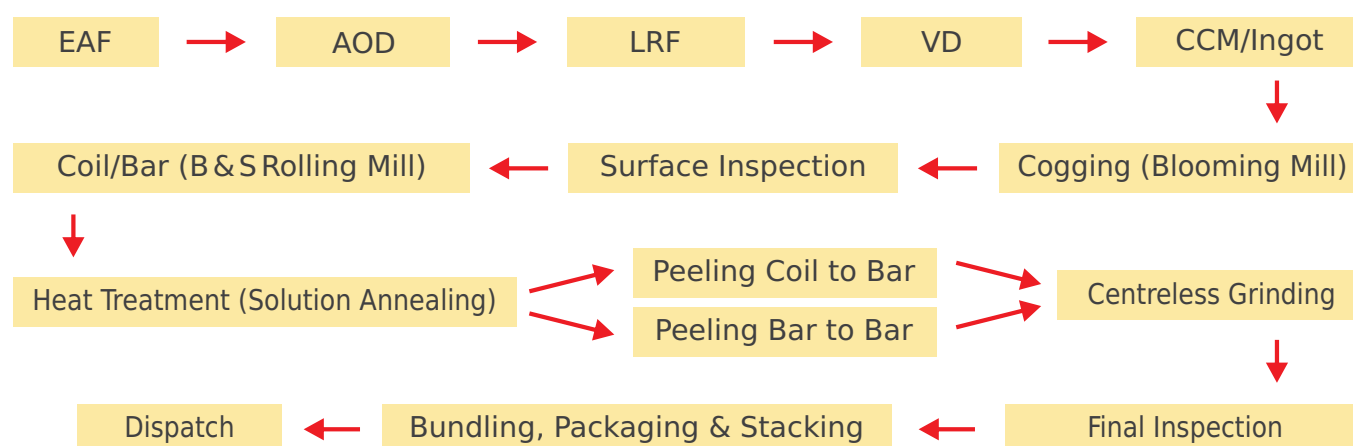 EAF
AOD
LRF
VD
CCM/Ingot
Coil/Bar (B & S Rolling Mill)
Surface Inspection
Cogging (Blooming Mill)
Heat Treatment (Solution Annealing)
Peeling Coil to Bar
Peeling Bar to Bar
Centreless Grinding
Dispatch
Bundling, Packaging & Stacking
Final Inspection